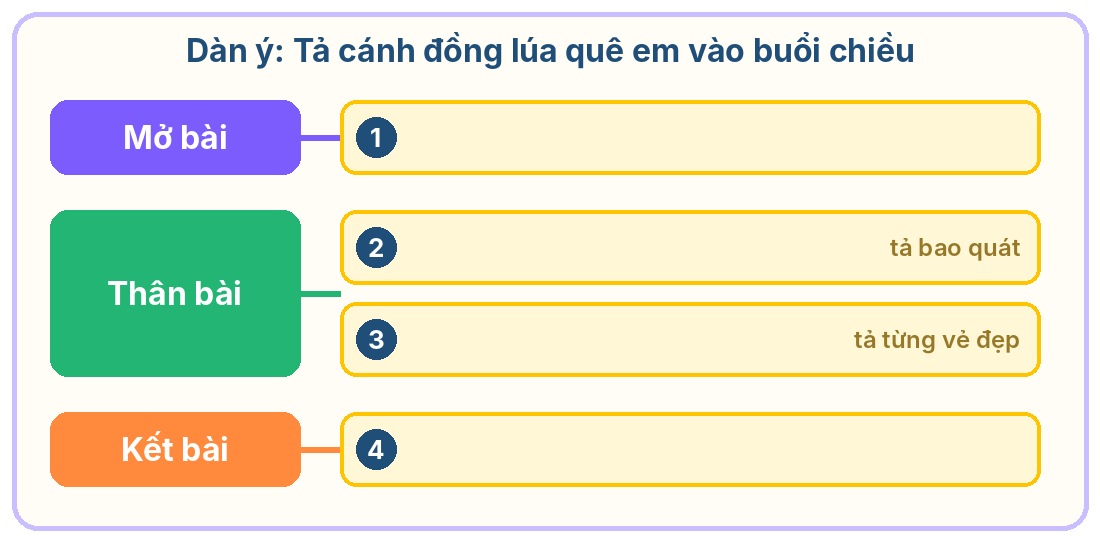 Dàn ý: Tả cánh đồng lúa quê em vào buổi chiều
Mở bài
1
Thân bài
2 tả bao quát
3 tả từng vẻ đẹp
Kết bài
4